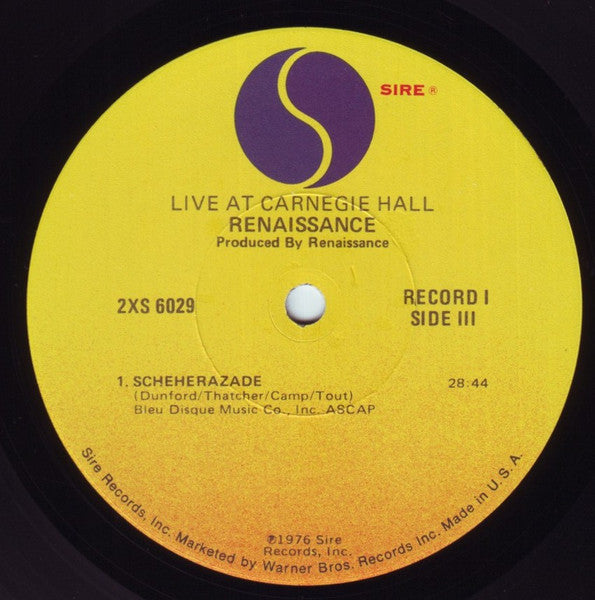 SIRE ®
LIVE AT CARNEGIE HALL
RENAISSANCE
Produced By Renaissance
2XS 6029
RECORD I
SIDE III
1. SCHEHERAZADE 28:44
(Dunford/Thatcher/Camp/Tout)
Bleu Disque Music Co., Inc. ASCAP
℗1976 Sire
Records, Inc.
Sire Records, Inc. Marketed by Warner Bros. Records Inc. Made in U.S.A.